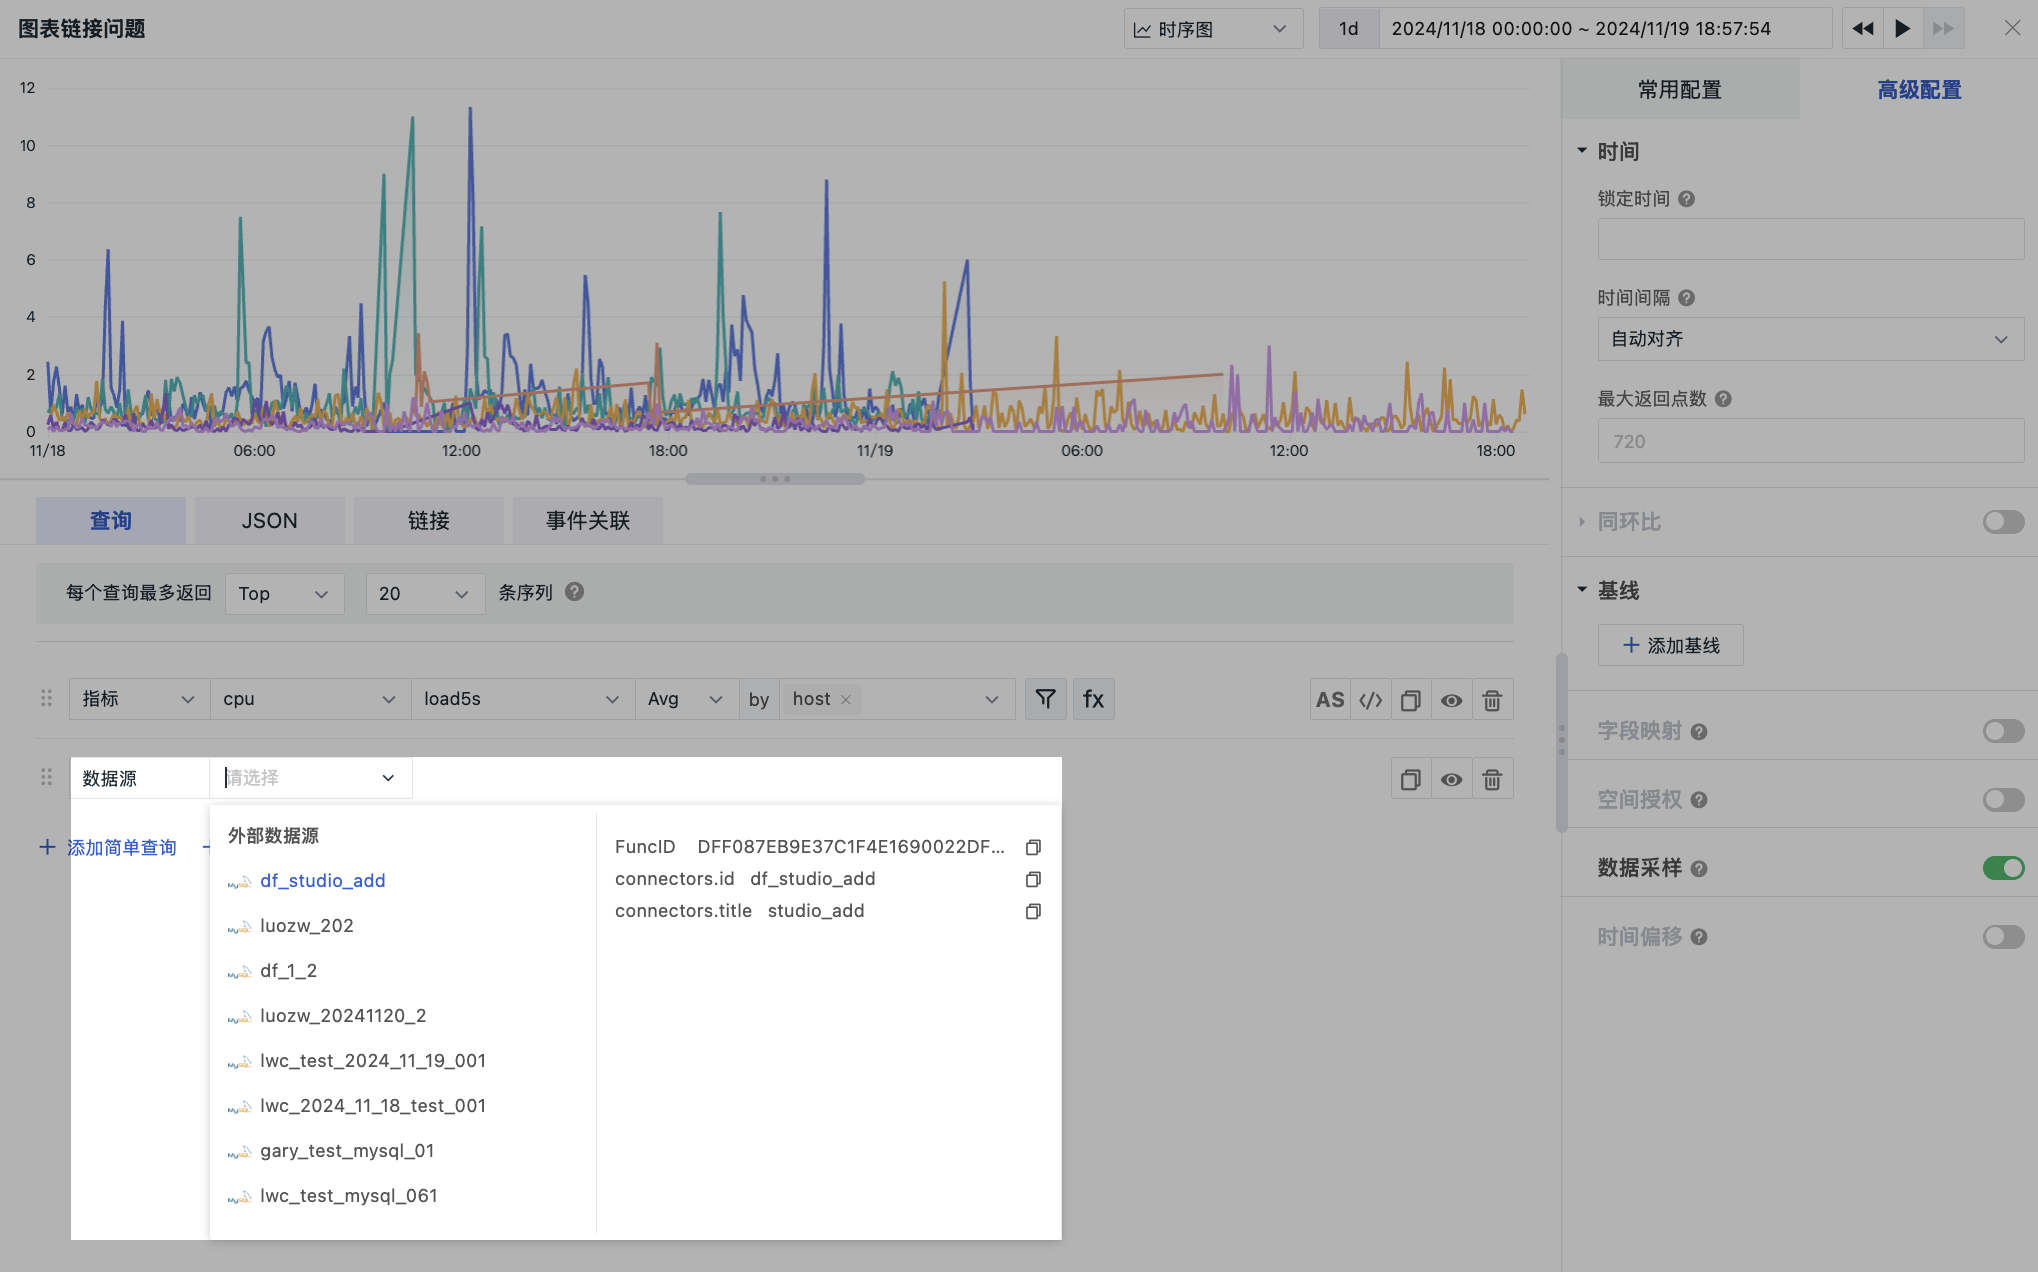 图表链接问题
时序图
1d 2024/11/18 00:00:00 ~ 2024/11/19 18:57:54
12
10
8
6
4
2
0
11/18 06:00 12:00 18:00 11/19 06:00 12:00 18:00
查询 JSON 链接 事件关联
每个查询最多返回 Top 20 条序列
指标 cpu load5s Avg by host fx AS </>
数据源 请选择
添加简单查询
外部数据源
df_studio_add
luozw_202
df_1_2
luozw_20241120_2
lwc_test_2024_11_19_001
lwc_2024_11_18_test_001
gary_test_mysql_01
lwc_test_mysql_061
FuncID DFF087EB9E37C1F4E1690022DF...
connectors.id df_studio_add
connectors.title studio_add
常用配置 高级配置
时间
锁定时间
时间间隔
自动对齐
最大返回点数
720
同环比
基线
添加基线
字段映射
空间授权
数据采样
时间偏移